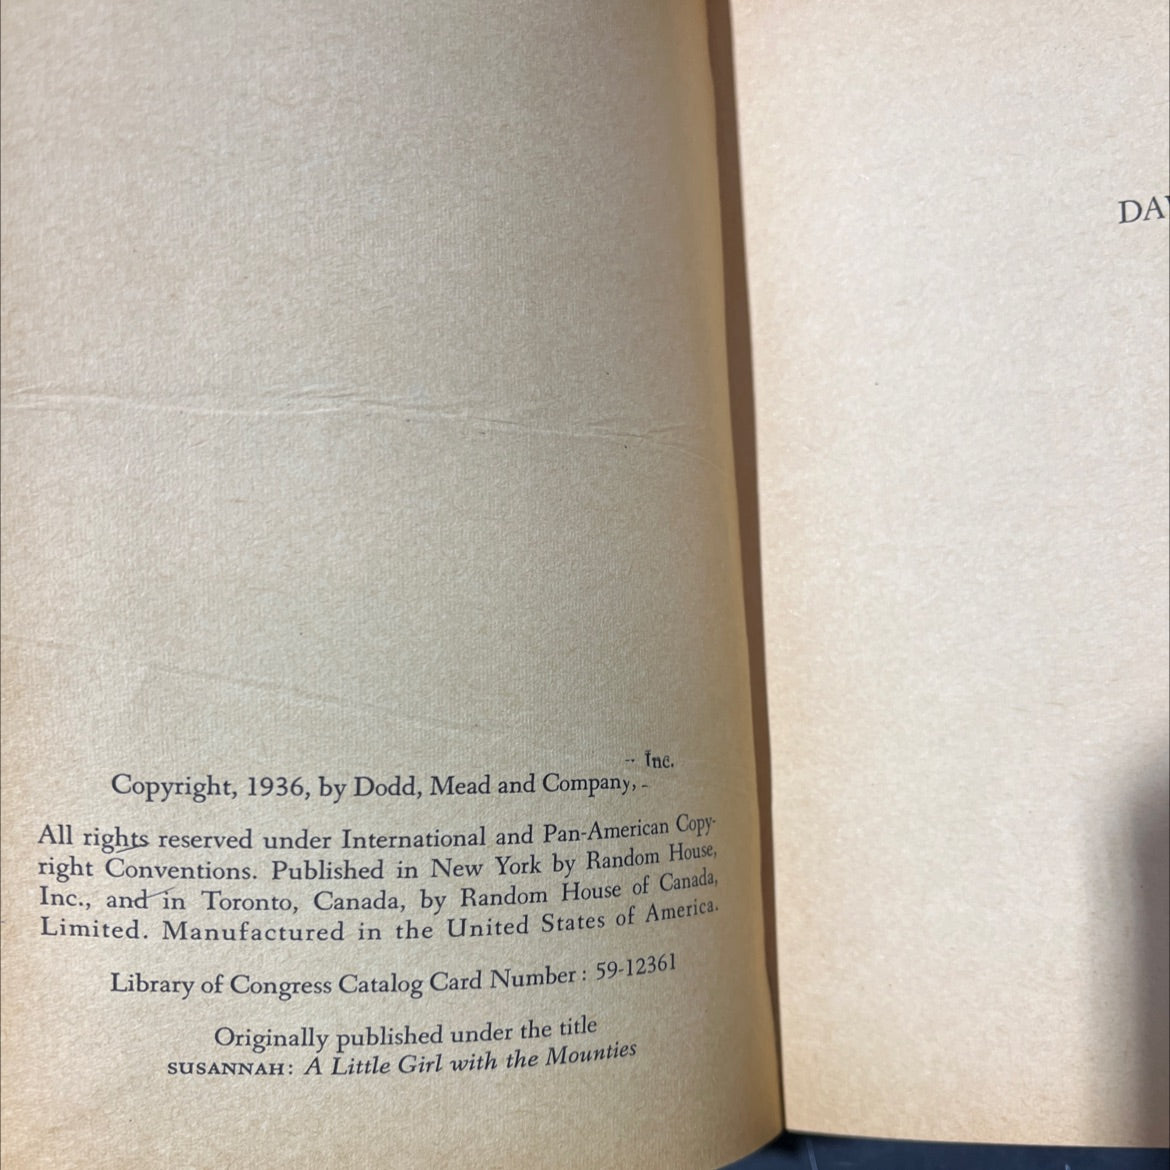 Copyright, 1936, by Dodd, Mead and Company, Inc.
All rights reserved under International and Pan-American Copy-
right Conventions. Published in New York by Random House,
Inc., and in Toronto, Canada, by Random House of Canada,
Limited. Manufactured in the United States of America.
Library of Congress Catalog Card Number: 59-12361
Originally published under the title
SUSANNAH: A Little Girl with the Mounties